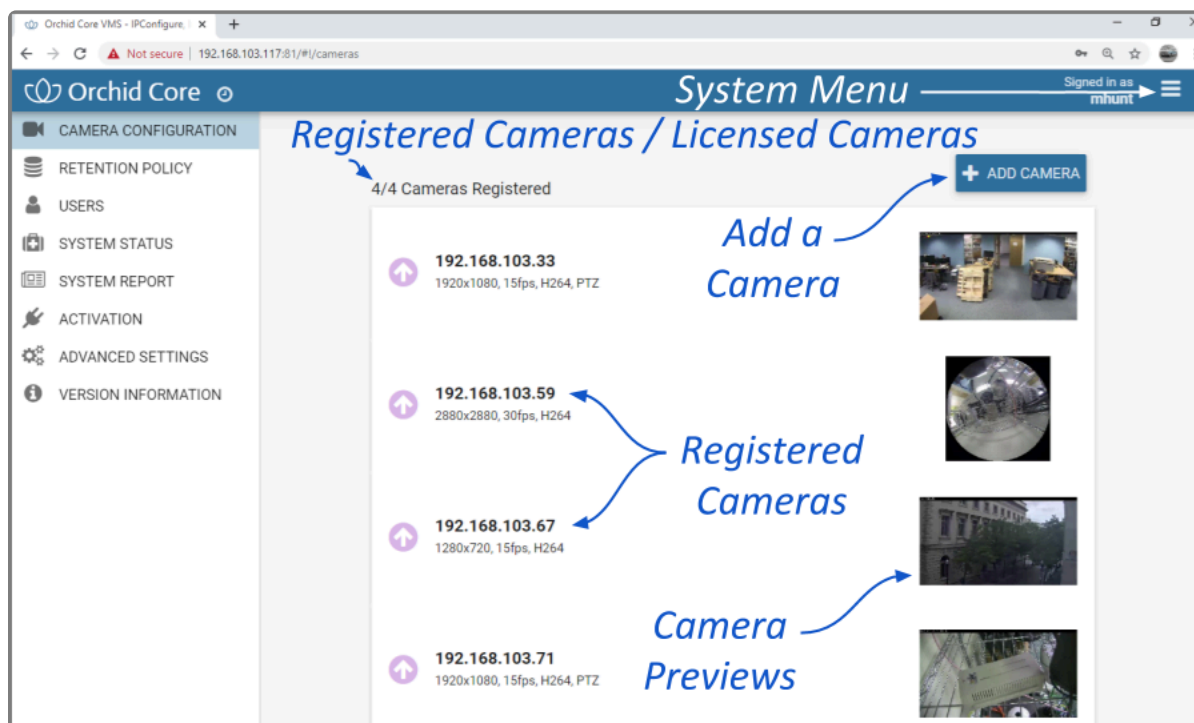 Orchid Core VMS - IPConfigure,
Not secure | 192.168.103.117:81/#!/cameras
Orchid Core
System Menu
Signed in as
mhunt
CAMERA CONFIGURATION
RETENTION POLICY
USERS
SYSTEM STATUS
SYSTEM REPORT
ACTIVATION
ADVANCED SETTINGS
VERSION INFORMATION
Registered Cameras / Licensed Cameras
4/4 Cameras Registered
ADD CAMERA
Add a
Camera
192.168.103.33
1920x1080, 15fps, H264, PTZ
192.168.103.59
2880x2880, 30fps, H264
Registered
Cameras
192.168.103.67
1280x720, 15fps, H264
Camera
Previews
192.168.103.71
1920x1080, 15fps, H264, PTZ